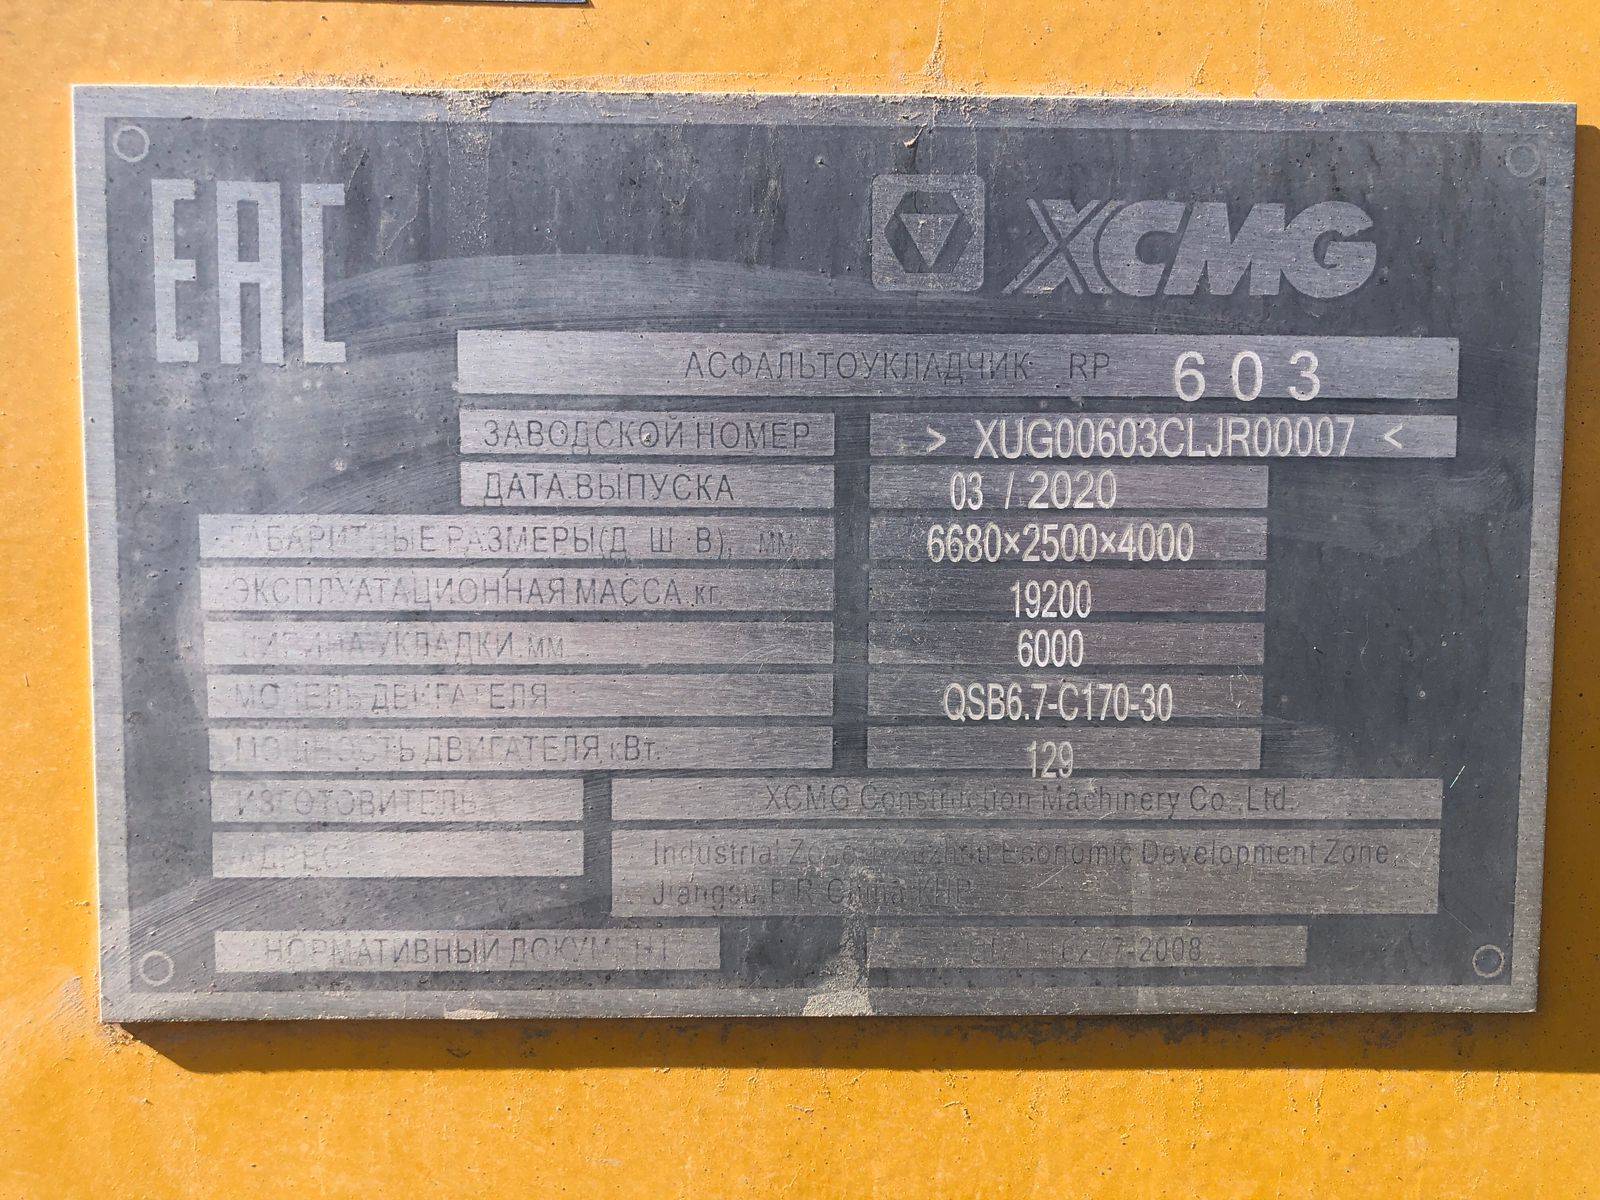 EAC
XCMG
АСФАЛЬТОУКЛАДЧИК RP 603
ЗАВОДСКОЙ НОМЕР > XUG00603CLJR00007 <
ДАТА ВЫПУСКА 03 / 2020
ГАБАРИТНЫЕ РАЗМЕРЫ(Д Ш В), мм 6680×2500×4000
ЭКСПЛУАТАЦИОННАЯ МАССА, кг. 19200
ШИРИНА УКЛАДКИ, мм 6000
МОДЕЛЬ ДВИГАТЕЛЯ QSB6.7-C170-30
МОЩНОСТЬ ДВИГАТЕЛЯ, кВт. 129
ИЗГОТОВИТЕЛЬ XCMG Construction Machinery Co.,Ltd.
АДРЕС Industrial Zone Xuzhou Economic Development Zone,
Jiangsu, P.R.China, КНР
НОРМАТИВНЫЙ ДОКУМЕНТ 16277-2008